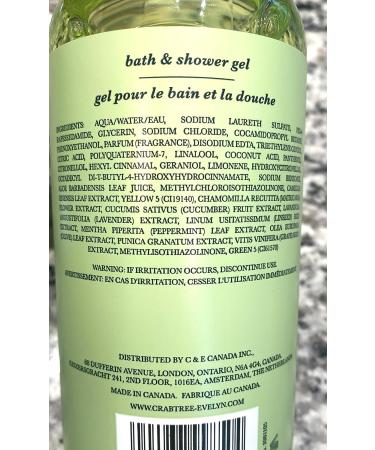 bath & shower gel
gel pour le bain et la douche
INGREDIENTS: AQUA/WATER/EAU, SODIUM LAURETH SULFATE, PEG-4
RAPESEEDAMIDE, GLYCERIN, SODIUM CHLORIDE, COCAMIDOPROPYL BETAINE,
PHENOXYETHANOL, PARFUM (FRAGRANCE), DISODIUM EDTA, TRIETHYLENE GLYCOL,
CITRIC ACID, POLYQUATERNIUM-7, LINALOOL, COCONUT ACID, PANTHENOL,
CITRONELLOL, HEXYL CINNAMAL, GERANIOL, LIMONENE,
OCTADECYL DI-T-BUTYL-4-HYDROXYHYDROCINNAMATE, SODIUM
BARBADENSIS LEAF JUICE, METHYLCHLOROISOTHIAZOLINONE, CAMELLIA
SINENSIS LEAF EXTRACT, YELLOW 5 (CI19140), CHAMOMILLA RECUTITA (MATRICARIA)
FLOWER EXTRACT, CUCUMIS SATIVUS (CUCUMBER) FRUIT EXTRACT, LAVANDULA
ANGUSTIFOLIA (LAVENDER) EXTRACT, LINUM USITATISSIMUM (LINSEED) SEED
EXTRACT, MENTHA PIPERITA (PEPPERMINT) LEAF EXTRACT, OLEA EUROPAEA
(OLIVE) LEAF EXTRACT, PUNICA GRANATUM EXTRACT, VITIS VINIFERA (GRAPE)
EXTRACT, METHYLISOTHIAZOLINONE, GREEN 5 (CI61570)
WARNING: IF IRRITATION OCCURS, DISCONTINUE USE.
AVERTISSEMENT: EN CAS D'IRRITATION, CESSER L'UTILISATION IMMÉDIATEMENT.
DISTRIBUTED BY C & E CANADA INC.,
68 DUFFERIN AVENUE, LONDON, ONTARIO, N6A 4G4, CANADA.
KEIZERSGRACHT 241, 2ND FLOOR, 1016EA, AMSTERDAM, THE NETHERLANDS.
MADE IN CANADA. FABRIQUE AU CANADA.
WWW.CRABTREE-EVELYN.COM